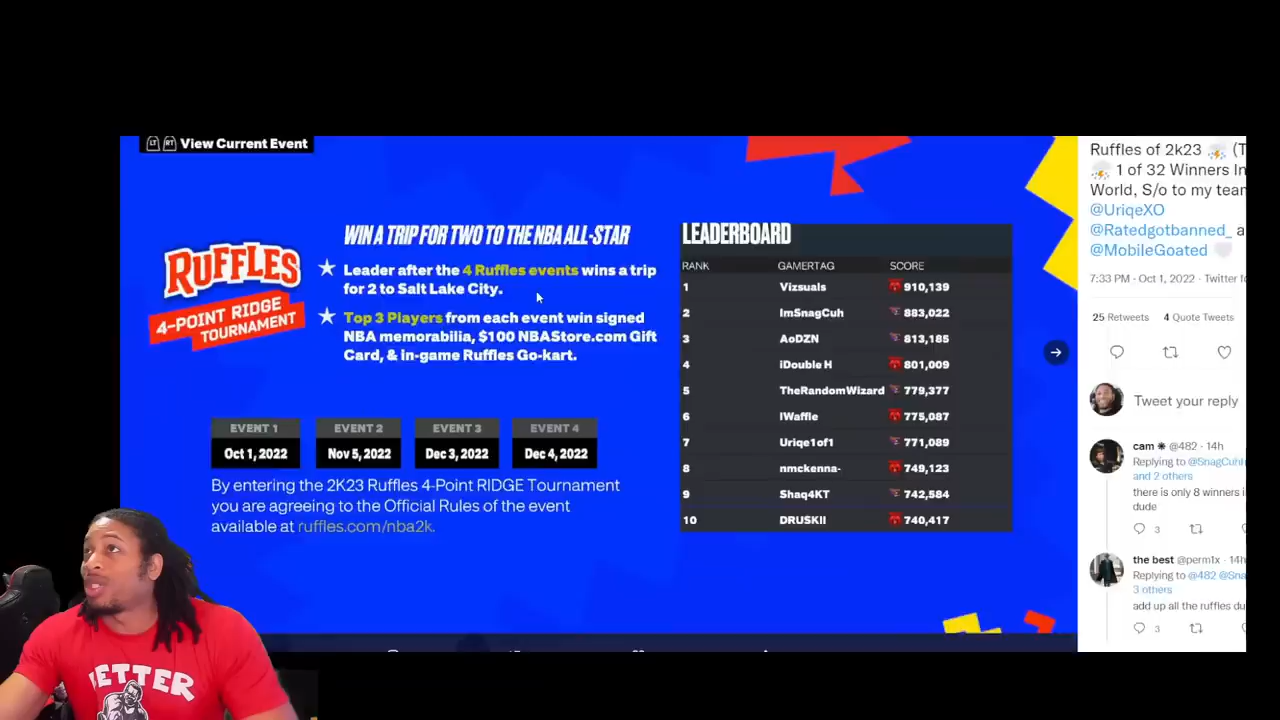 LT RT View Current Event
RUFFLES
4-POINT RIDGE
TOURNAMENT
WIN A TRIP FOR TWO TO THE NBA ALL-STAR
Leader after the 4 Ruffles events wins a trip
for 2 to Salt Lake City.
Top 3 Players from each event win signed
NBA memorabilia, $100 NBAStore.com Gift
Card, & in-game Ruffles Go-kart.
EVENT 1 EVENT 2 EVENT 3 EVENT 4
Oct 1, 2022 Nov 5, 2022 Dec 3, 2022 Dec 4, 2022
By entering the 2K23 Ruffles 4-Point RIDGE Tournament
you are agreeing to the Official Rules of the event
available at ruffles.com/nba2k.
LEADERBOARD
RANK GAMERTAG SCORE
1 Vizsuals 910,139
2 ImSnagCuh 883,022
3 AoDZN 813,185
4 iDouble H 801,009
5 TheRandomWizard 779,377
6 IWaffle 775,087
7 Uriqe1of1 771,089
8 nmckenna- 749,123
9 Shaq4KT 742,584
10 DRUSKII 740,417
Ruffles of 2k23 (T
1 of 32 Winners In
World, S/o to my team
@UriqeXO
@Ratedgotbanned_ a
@MobileGoated
7:33 PM · Oct 1, 2022 · Twitter fo
25 Retweets 4 Quote Tweets
Tweet your reply
cam @482 · 14h
Replying to @SnagCuh
and 2 others
there is only 8 winners i
dude
3
the best @perm1x · 14h
Replying to @482 @Sna
3 others
add up all the ruffles du
3
BETTER